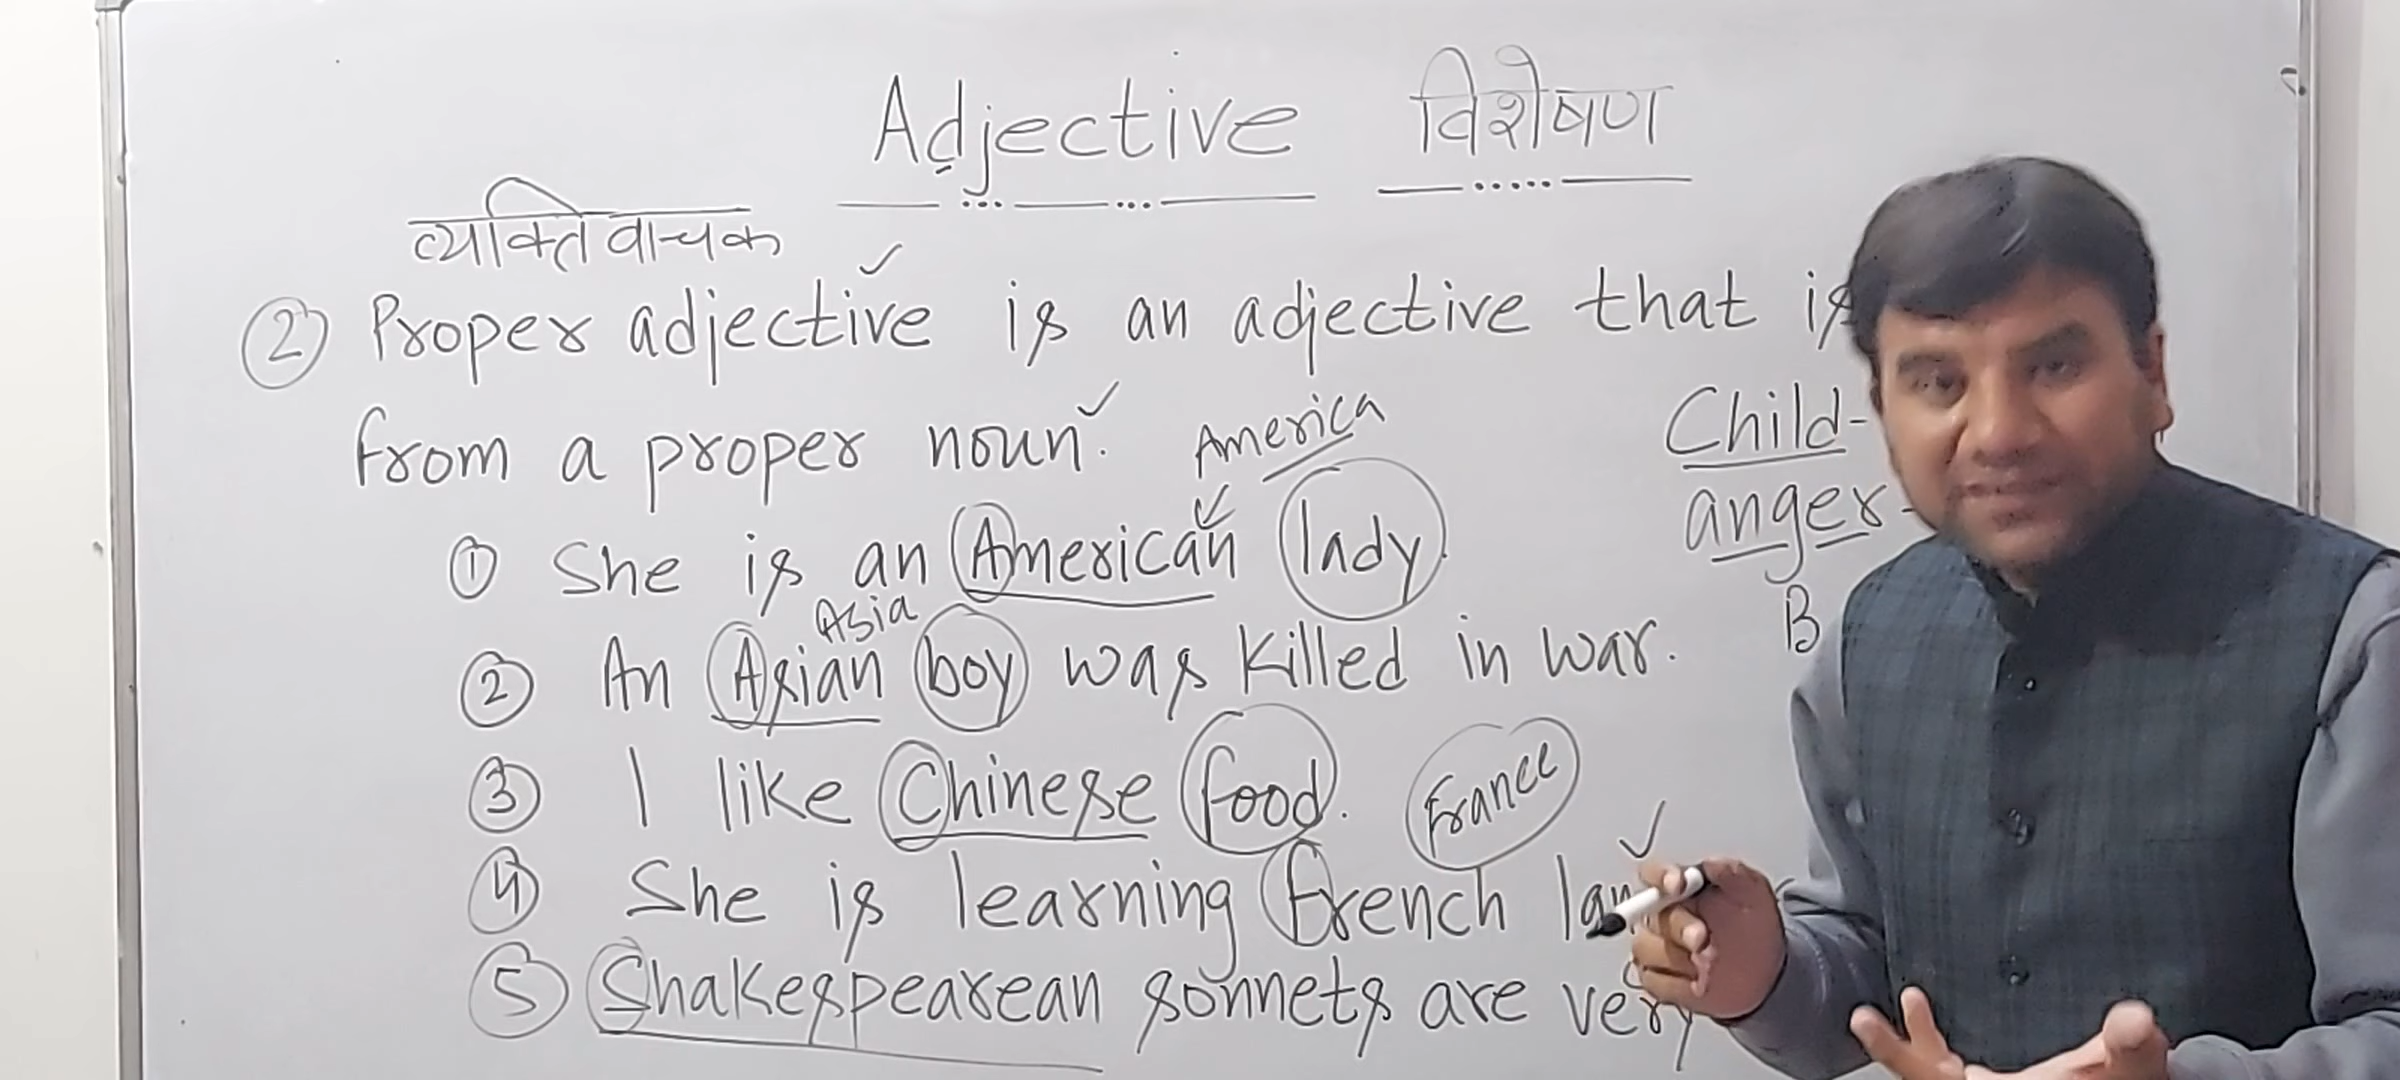 Adjective विशेषण
व्यक्तिवाचक
② Proper adjective is an adjective that is
from a proper noun.
America
Child-
anger-
B
① She is an American lady.
Asia
② An Asian boy was killed in war.
③ I like Chinese food.
France
④ She is learning French
⑤ Shakespearean sonnets are very